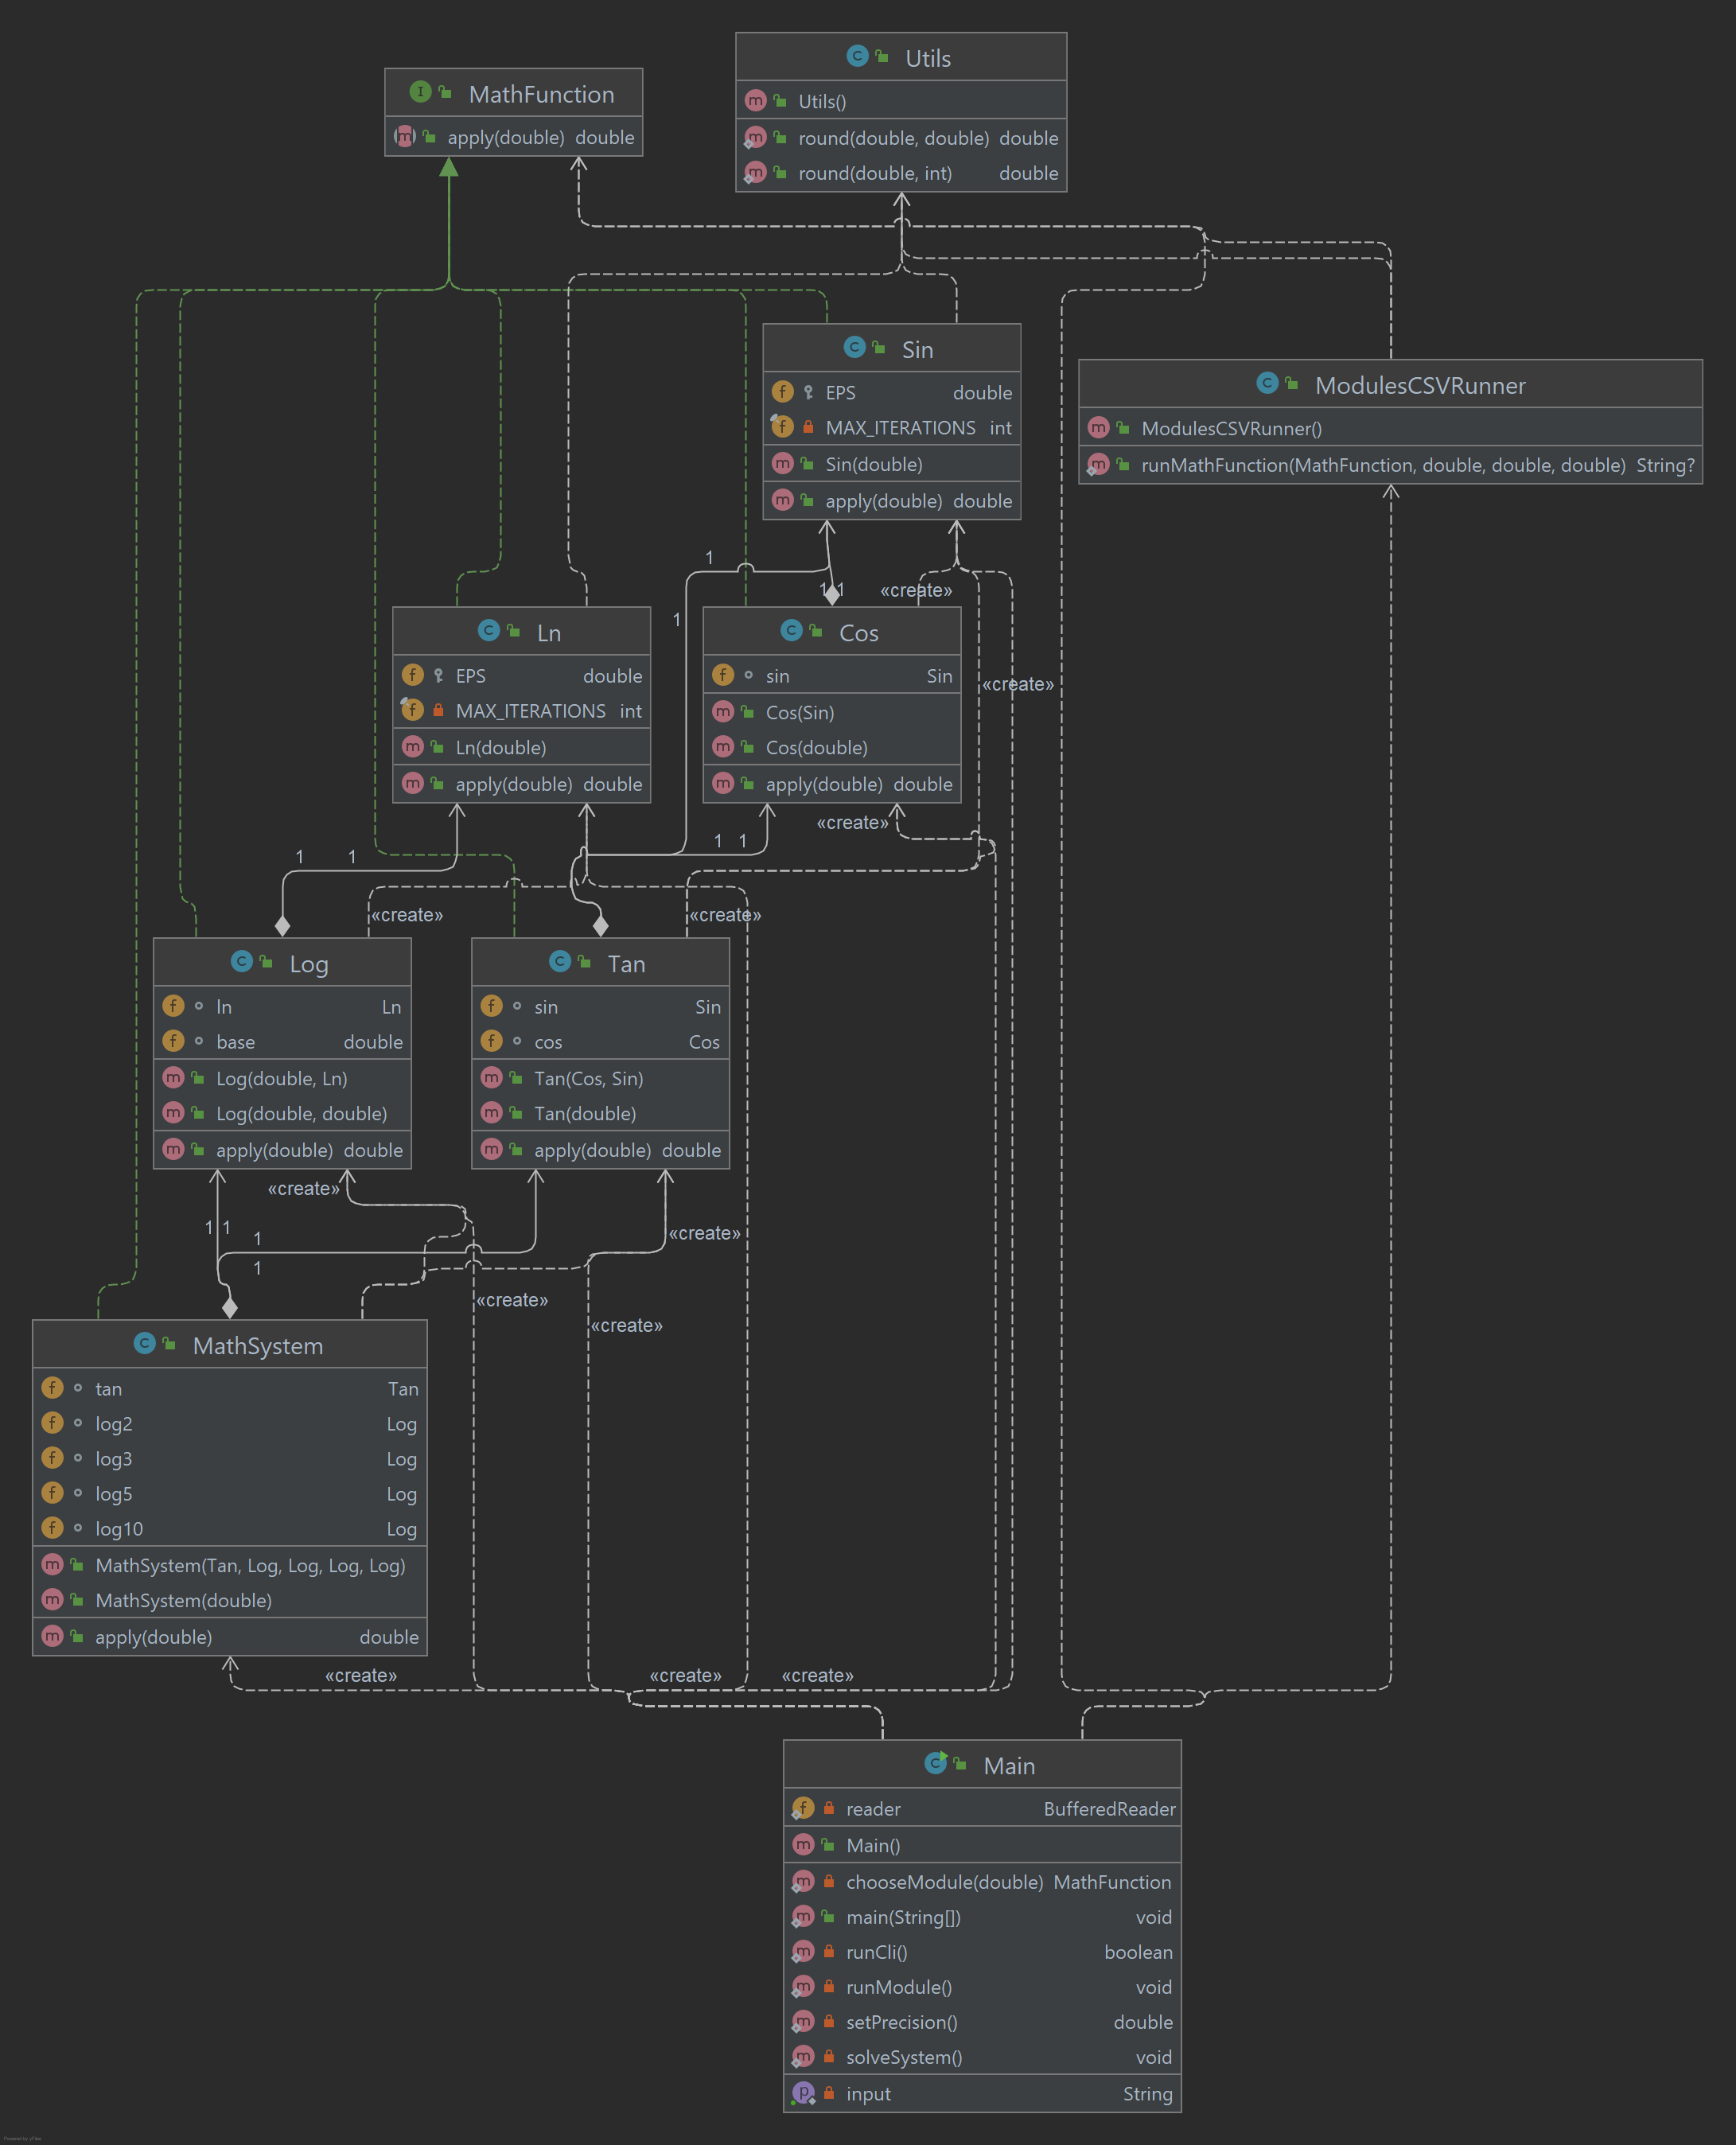 Utils
Utils()
round(double, double) double
round(double, int) double
MathFunction
apply(double) double
Sin
EPS double
MAX_ITERATIONS int
Sin(double)
apply(double) double
ModulesCSVRunner
ModulesCSVRunner()
runMathFunction(MathFunction, double, double, double) String?
1
1 1
«create»
1
Ln
EPS double
MAX_ITERATIONS int
Ln(double)
apply(double) double
Cos
sin Sin
Cos(Sin)
Cos(double)
apply(double) double
«create»
«create»
1 1
1 1
«create»
«create»
Log
ln Ln
base double
Log(double, Ln)
Log(double, double)
apply(double) double
Tan
sin Sin
cos Cos
Tan(Cos, Sin)
Tan(double)
apply(double) double
«create»
1 1
1
«create»
1
«create»
«create»
MathSystem
tan Tan
log2 Log
log3 Log
log5 Log
log10 Log
MathSystem(Tan, Log, Log, Log, Log)
MathSystem(double)
apply(double) double
«create» «create» «create»
Main
reader BufferedReader
Main()
chooseModule(double) MathFunction
main(String[]) void
runCli() boolean
runModule() void
setPrecision() double
solveSystem() void
input String
Powered by yFiles